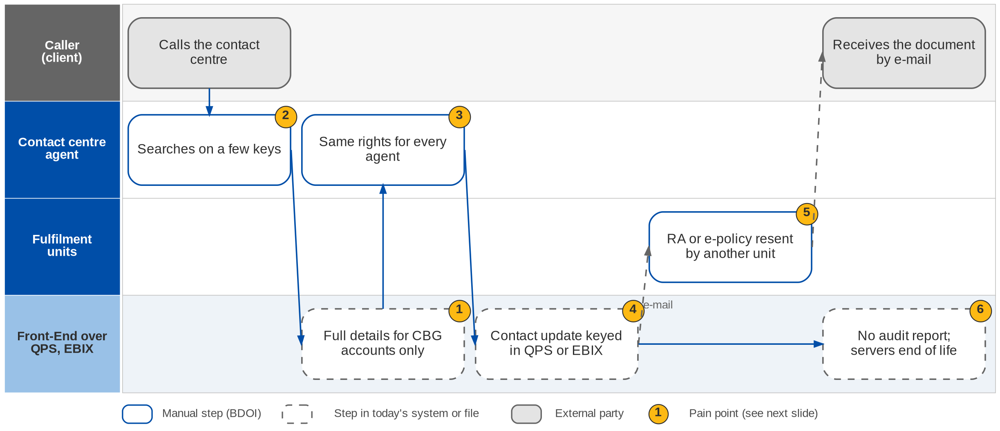 Caller
(client)
Calls the contact
centre
Receives the document
by e-mail
Contact centre
agent
2
Searches on a few keys
3
Same rights for every
agent
Fulfilment
units
5
RA or e-policy resent
by another unit
Front-End over
QPS, EBIX
1
Full details for CBG
accounts only
4
e-mail
Contact update keyed
in QPS or EBIX
6
No audit report;
servers end of life
Manual step (BDOI)
Step in today's system or file
External party
1
Pain point (see next slide)